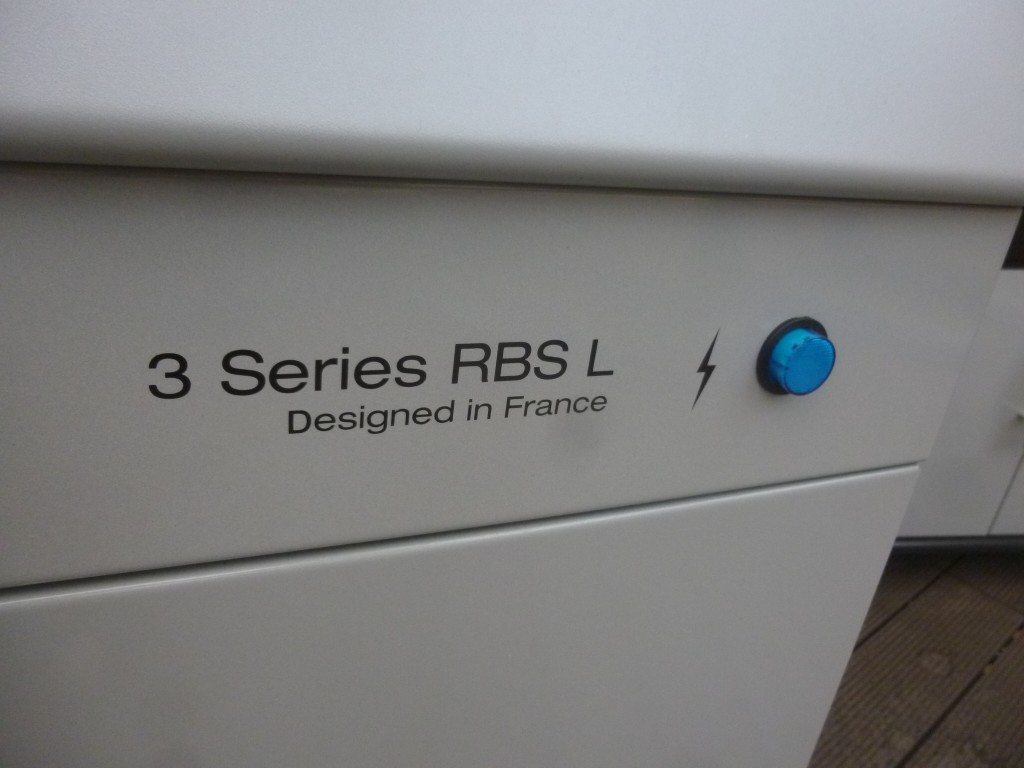 3 Series RBS L
Designed in France